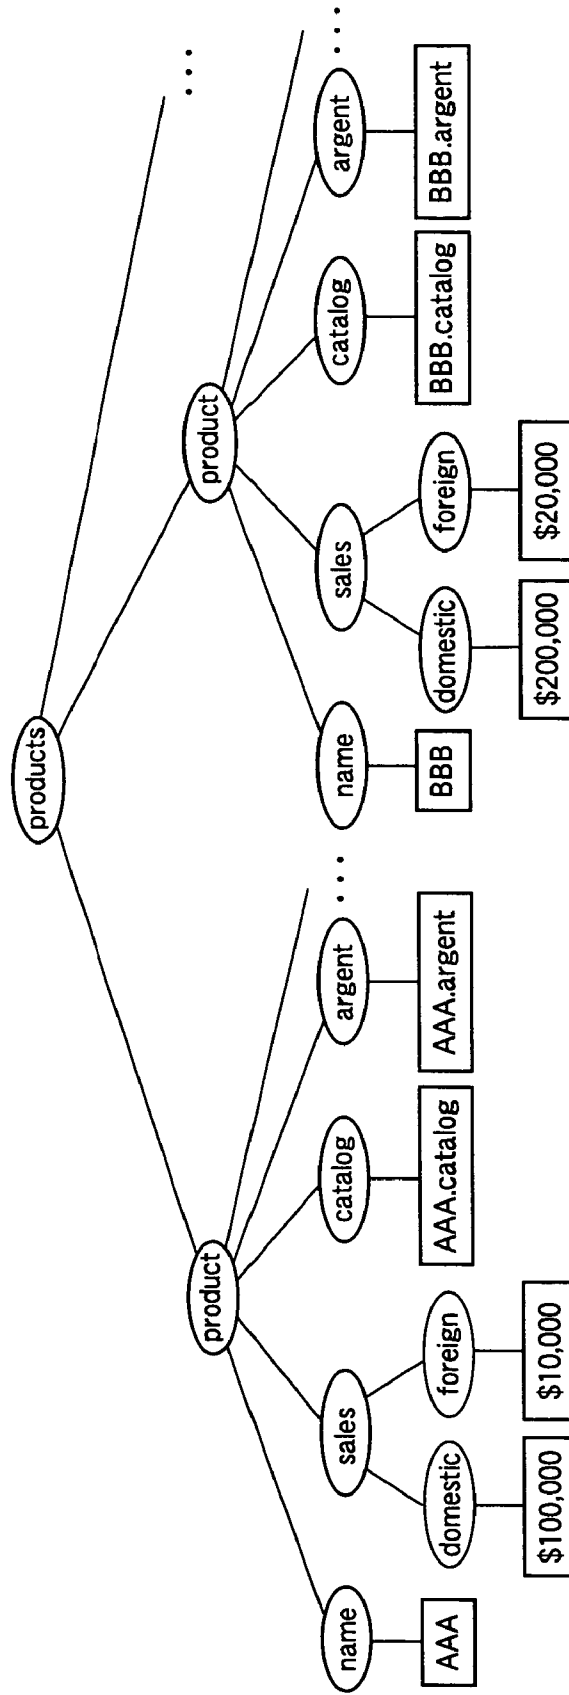 products
...
product
product
name
sales
catalog
argent
...
name
sales
catalog
argent
...
AAA
domestic
foreign
AAA.catalog
AAA.argent
BBB
domestic
foreign
BBB.catalog
BBB.argent
$100,000
$10,000
$200,000
$20,000